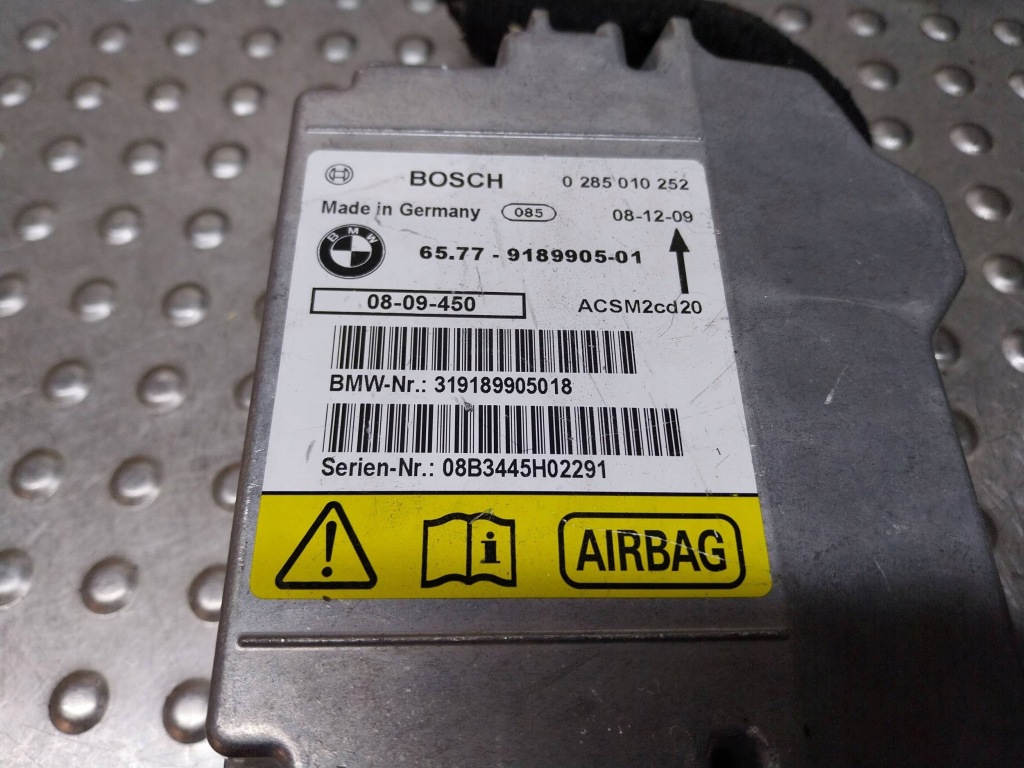 BOSCH 0 285 010 252
Made in Germany 085 08-12-09
BMW 65.77 - 9189905-01
08-09-450 ACSM2cd20
BMW-Nr.: 319189905018
Serien-Nr.: 08B3445H02291
! i AIRBAG